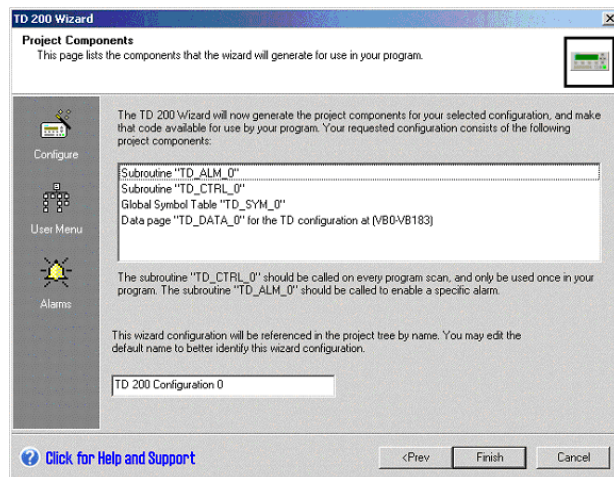 TD 200 Wizard
Project Components
This page lists the components that the wizard will generate for use in your program.
Configure
User Menu
Alarms
The TD 200 Wizard will now generate the project components for your selected configuration, and make
that code available for use by your program. Your requested configuration consists of the following
project components:
Subroutine "TD_ALM_0"
Subroutine "TD_CTRL_0"
Global Symbol Table "TD_SYM_0"
Data page "TD_DATA_0" for the TD configuration at (VB0-VB183)
The subroutine "TD_CTRL_0" should be called on every program scan, and only be used once in your
program. The subroutine "TD_ALM_0" should be called to enable a specific alarm.
This wizard configuration will be referenced in the project tree by name. You may edit the
default name to better identify this wizard configuration.
TD 200 Configuration 0
Click for Help and Support
<Prev
Finish
Cancel